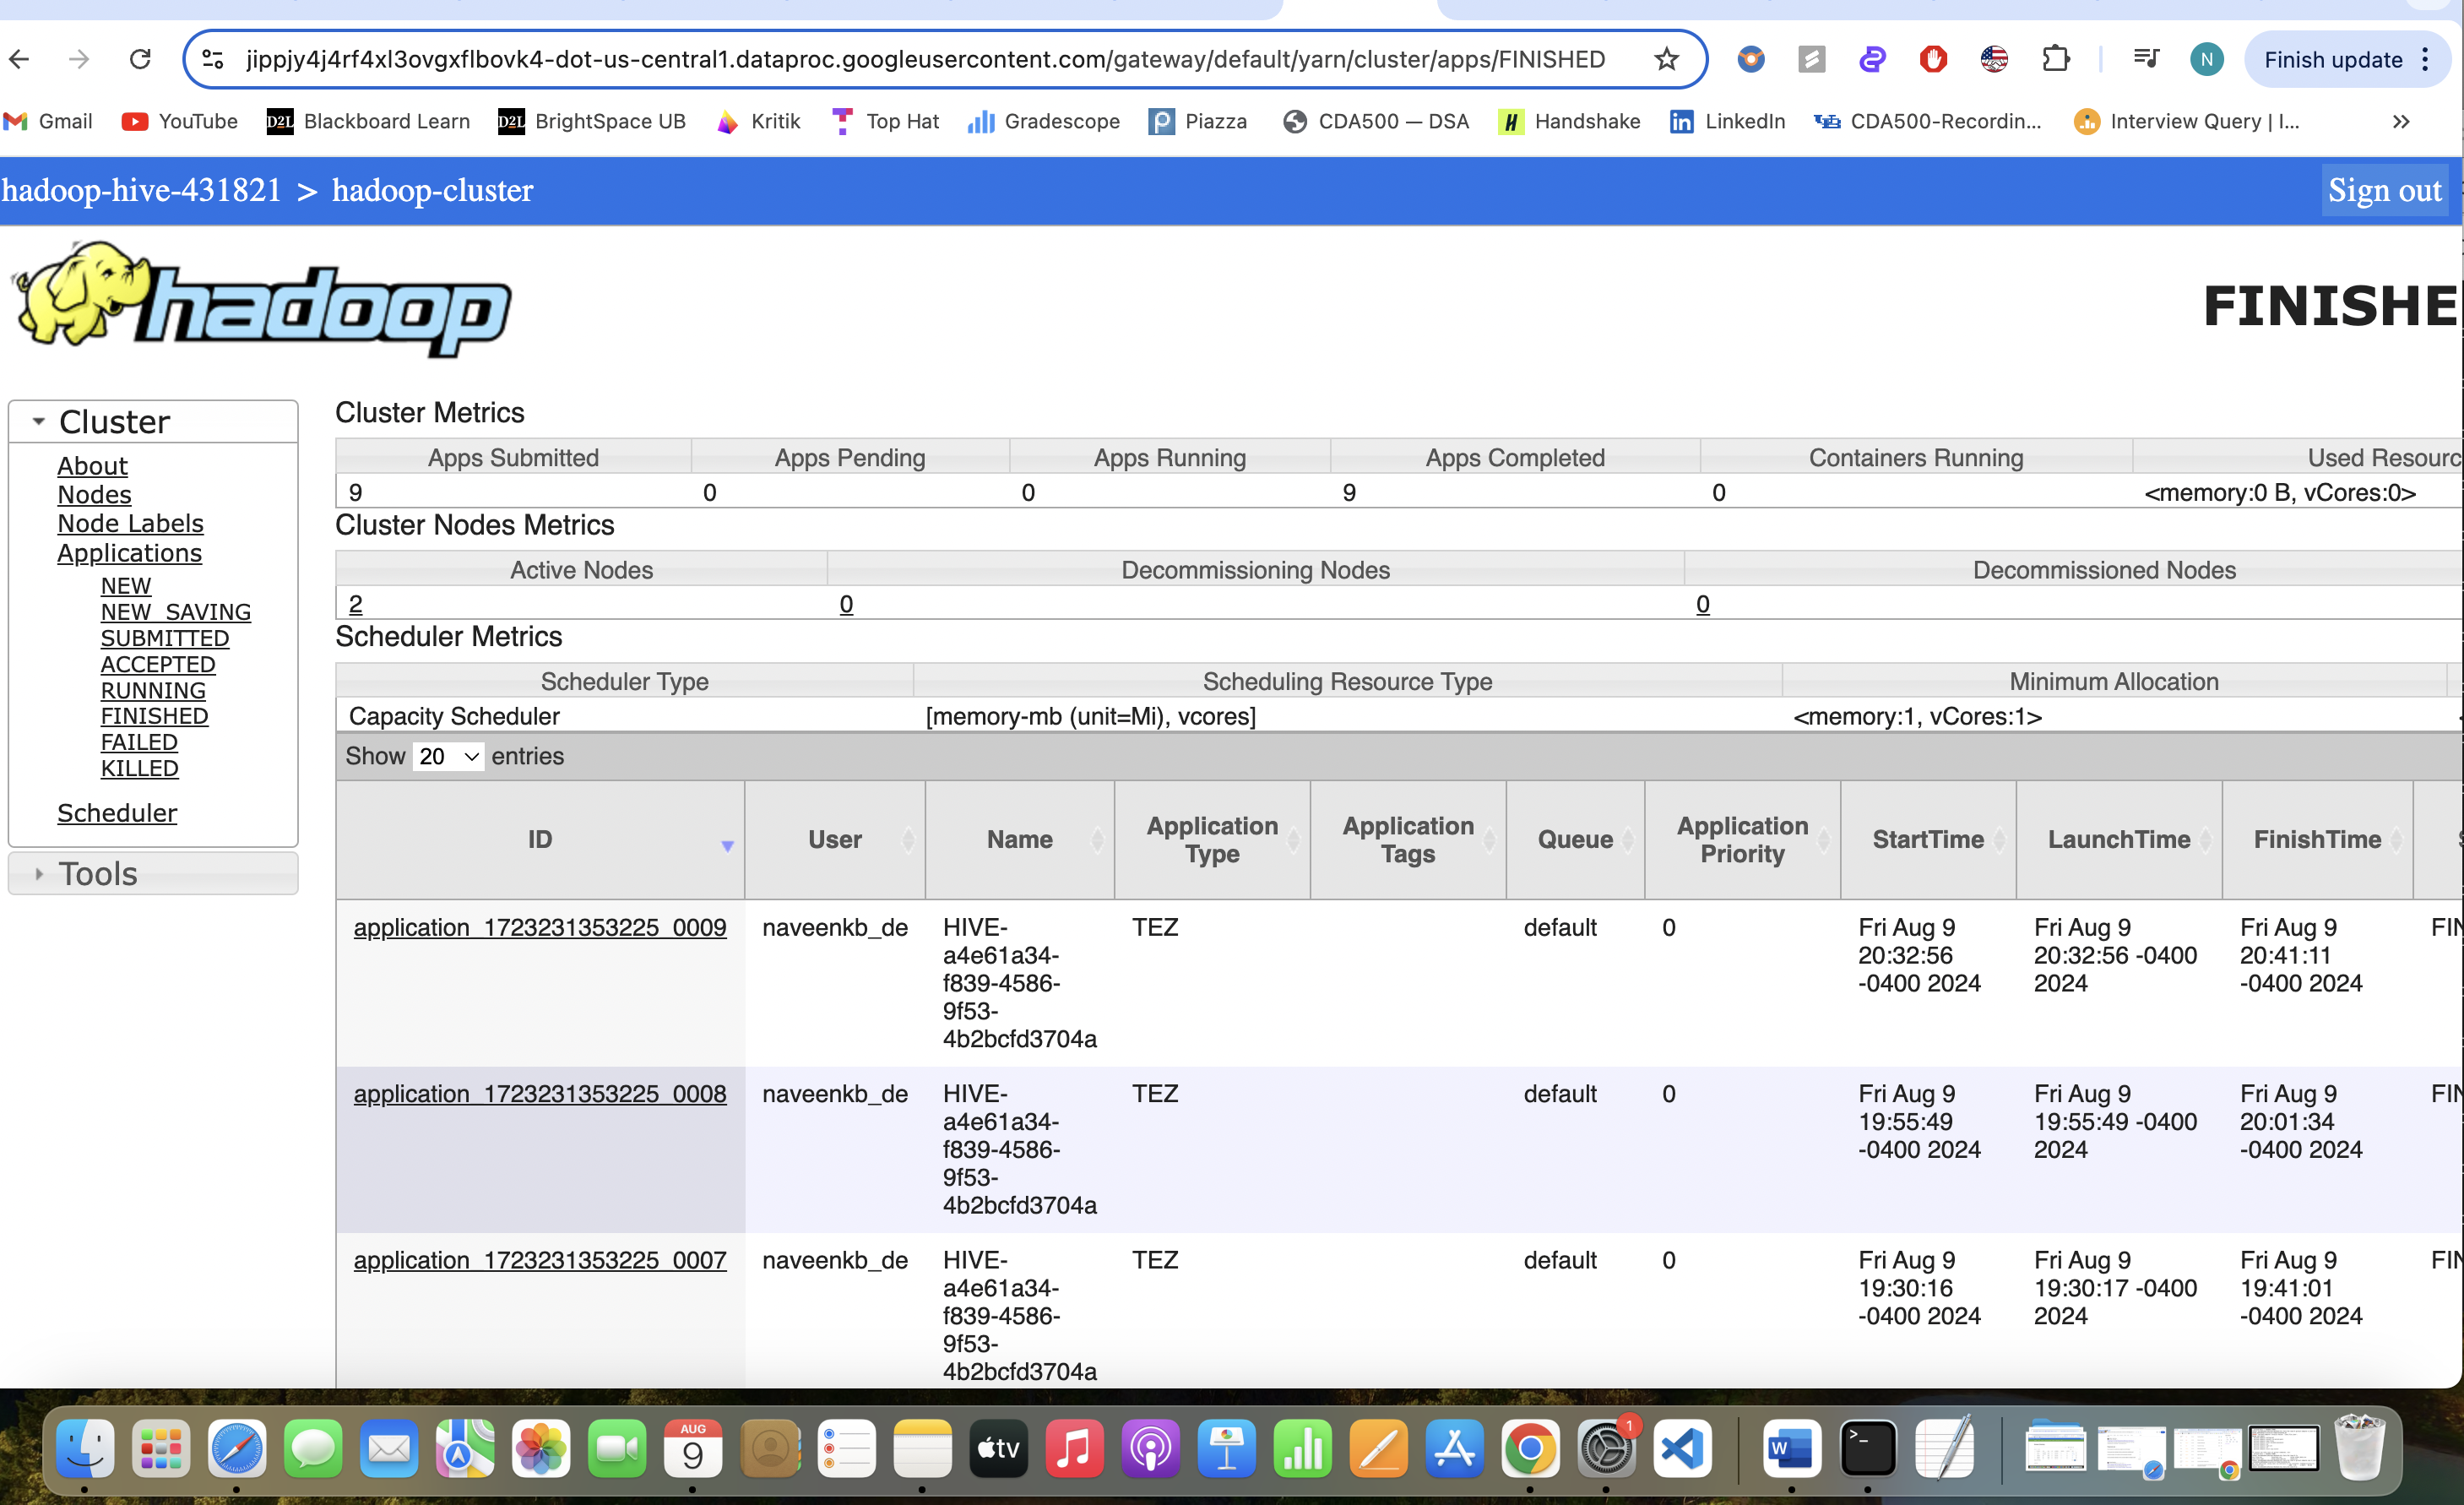 jippjy4j4rf4xl3ovgxflbovk4-dot-us-central1.dataproc.googleusercontent.com/gateway/default/yarn/cluster/apps/FINISHED
N
Finish update
Gmail YouTube D2L Blackboard Learn D2L BrightSpace UB Kritik Top Hat Gradescope Piazza CDA500 — DSA Handshake LinkedIn CDA500-Recordin... Interview Query | I...
hadoop-hive-431821 > hadoop-cluster
Sign out
hadoop
FINISHE
Cluster
About
Nodes
Node Labels
Applications
NEW
NEW_SAVING
SUBMITTED
ACCEPTED
RUNNING
FINISHED
FAILED
KILLED
Scheduler
Tools
Cluster Metrics
Apps Submitted Apps Pending Apps Running Apps Completed Containers Running Used Resourc
9 0 0 9 0 <memory:0 B, vCores:0>
Cluster Nodes Metrics
Active Nodes Decommissioning Nodes Decommissioned Nodes
2 0 0
Scheduler Metrics
Scheduler Type Scheduling Resource Type Minimum Allocation
Capacity Scheduler [memory-mb (unit=Mi), vcores] <memory:1, vCores:1>
Show 20 entries
ID User Name Application Type Application Tags Queue Application Priority StartTime LaunchTime FinishTime
application_1723231353225_0009 naveenkb_de HIVE- TEZ default 0 Fri Aug 9 Fri Aug 9 Fri Aug 9 FIN
a4e61a34- 20:32:56 20:32:56 -0400 20:41:11
f839-4586- -0400 2024 2024 -0400 2024
9f53-
4b2bcfd3704a
application_1723231353225_0008 naveenkb_de HIVE- TEZ default 0 Fri Aug 9 Fri Aug 9 Fri Aug 9 FIN
a4e61a34- 19:55:49 19:55:49 -0400 20:01:34
f839-4586- -0400 2024 2024 -0400 2024
9f53-
4b2bcfd3704a
application_1723231353225_0007 naveenkb_de HIVE- TEZ default 0 Fri Aug 9 Fri Aug 9 Fri Aug 9 FIN
a4e61a34- 19:30:16 19:30:17 -0400 19:41:01
f839-4586- -0400 2024 2024 -0400 2024
9f53-
4b2bcfd3704a
AUG
9
tv
1
W
>_